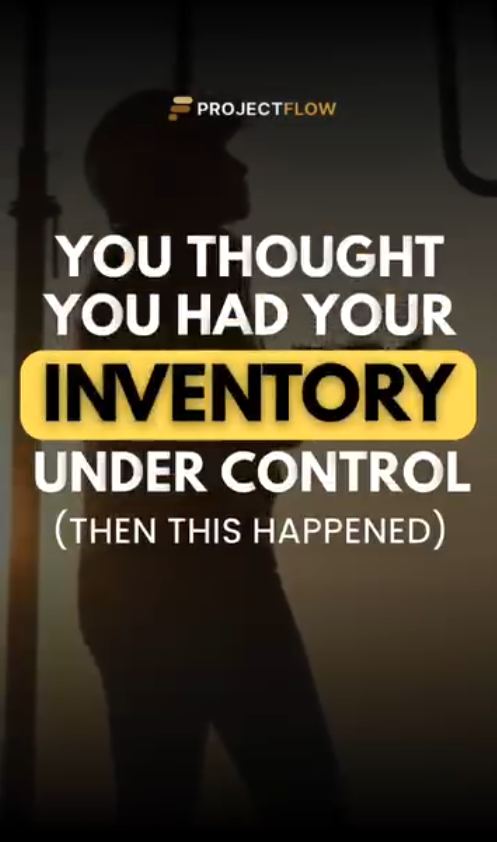 PROJECTFLOW
YOU THOUGHT
YOU HAD YOUR
INVENTORY
UNDER CONTROL
(THEN THIS HAPPENED)